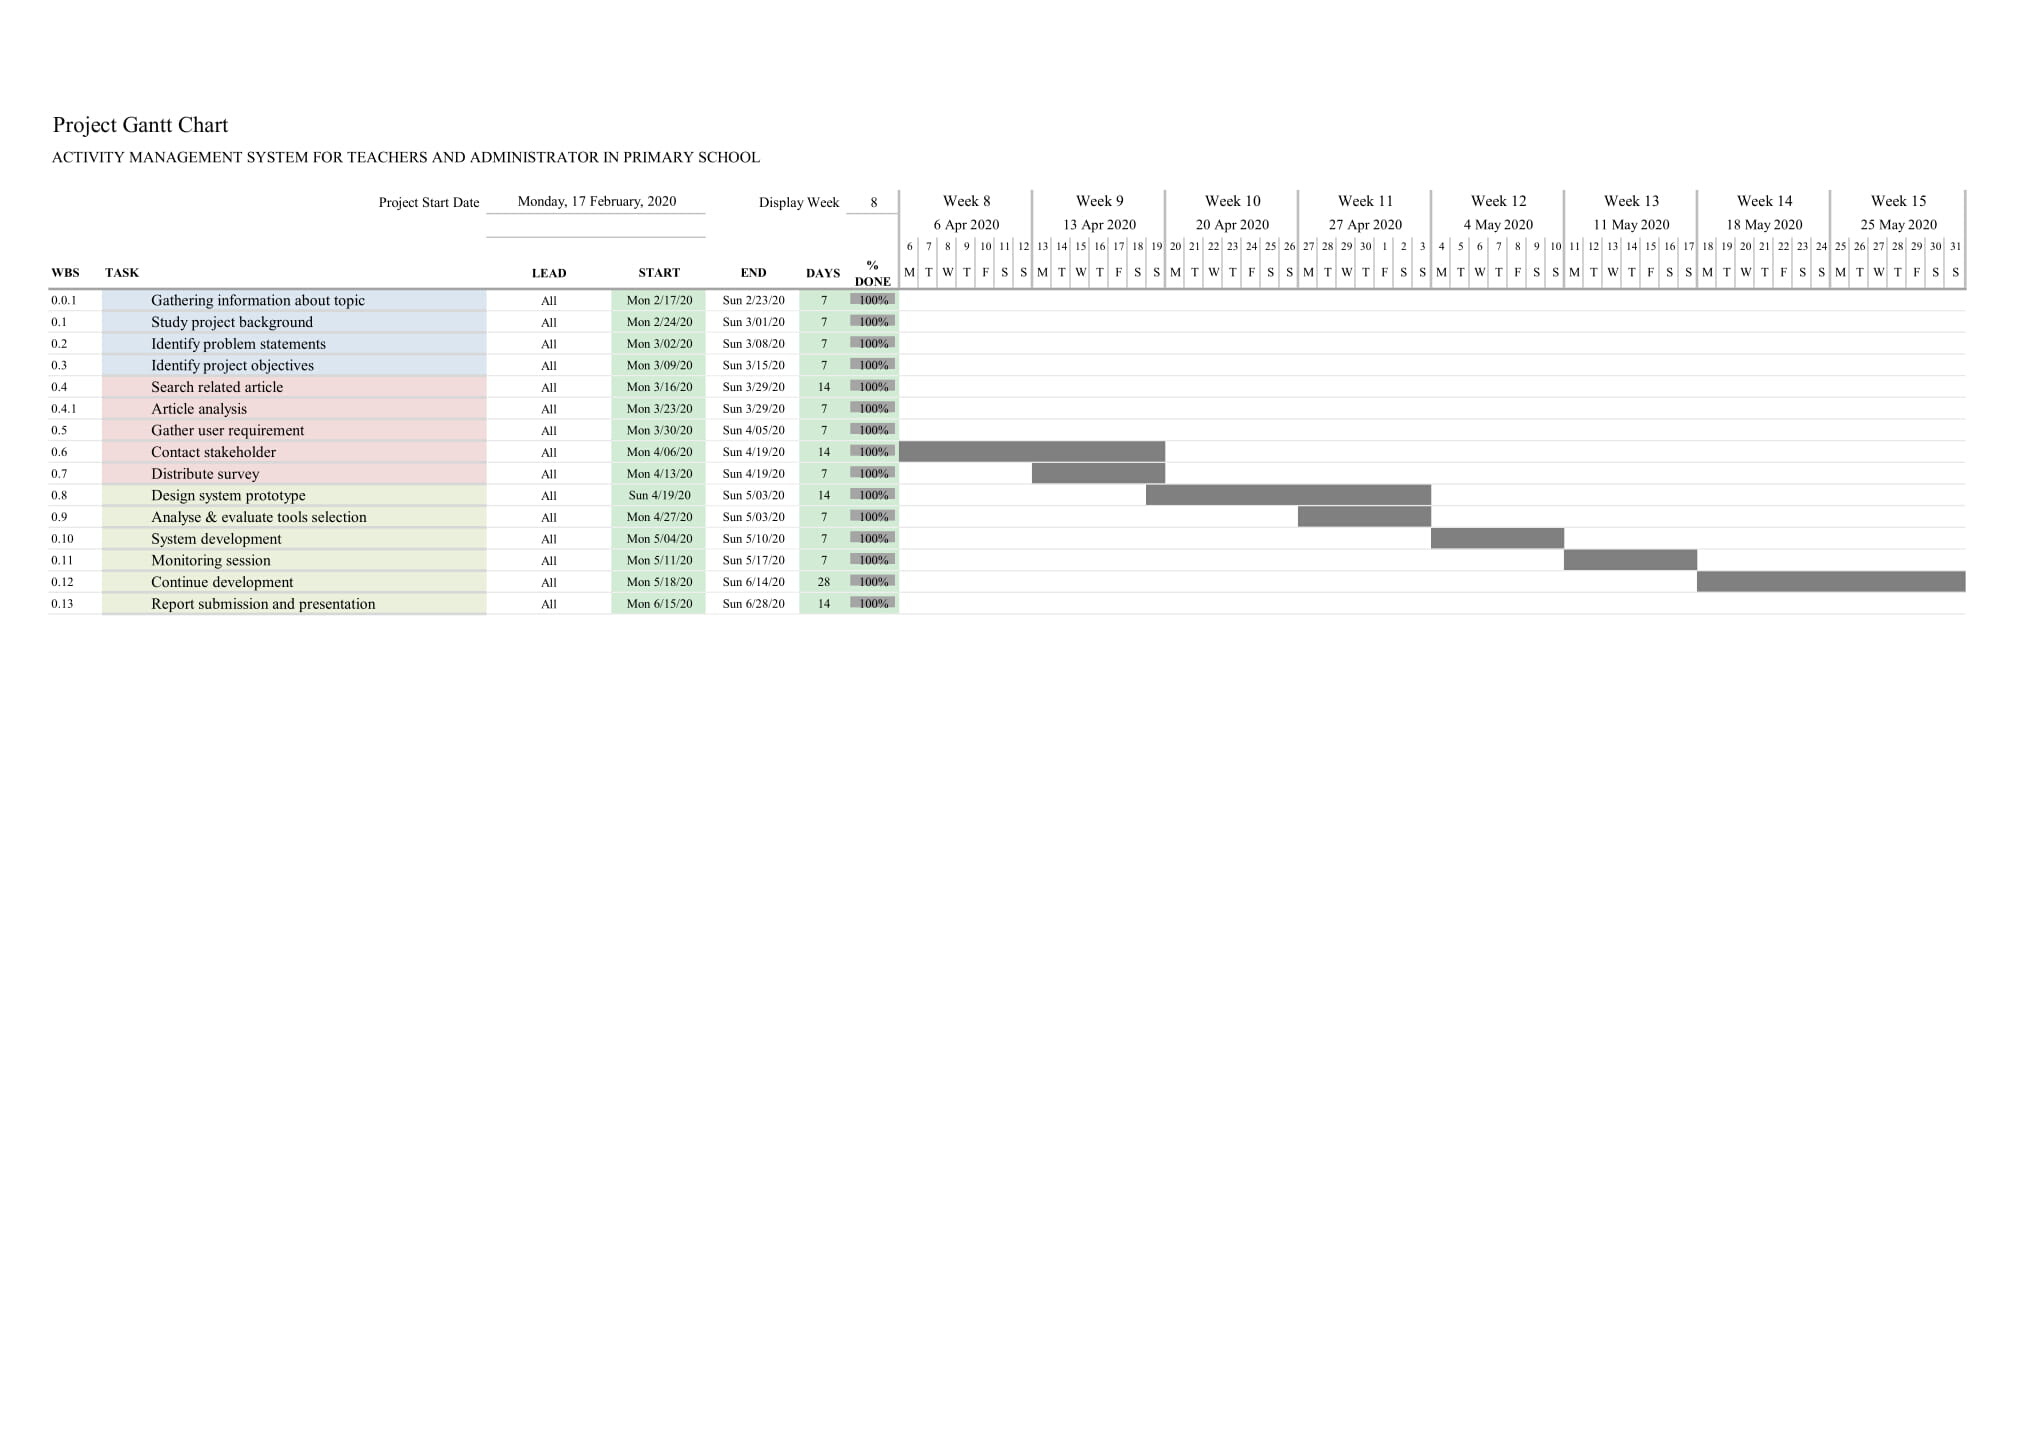 Project Gantt Chart
ACTIVITY MANAGEMENT SYSTEM FOR TEACHERS AND ADMINISTRATOR IN PRIMARY SCHOOL
Project Start Date Monday, 17 February, 2020 Display Week 8 Week 8 Week 9 Week 10 Week 11 Week 12 Week 13 Week 14 Week 15
6 Apr 2020 13 Apr 2020 20 Apr 2020 27 Apr 2020 4 May 2020 11 May 2020 18 May 2020 25 May 2020
6 7 8 9 10 11 12 13 14 15 16 17 18 19 20 21 22 23 24 25 26 27 28 29 30 1 2 3 4 5 6 7 8 9 10 11 12 13 14 15 16 17 18 19 20 21 22 23 24 25 26 27 28 29 30 31
WBS TASK LEAD START END DAYS % DONE M T W T F S S M T W T F S S M T W T F S S M T W T F S S M T W T F S S M T W T F S S M T W T F S S M T W T F S S
0.0.1 Gathering information about topic All Mon 2/17/20 Sun 2/23/20 7 100%
0.1 Study project background All Mon 2/24/20 Sun 3/01/20 7 100%
0.2 Identify problem statements All Mon 3/02/20 Sun 3/08/20 7 100%
0.3 Identify project objectives All Mon 3/09/20 Sun 3/15/20 7 100%
0.4 Search related article All Mon 3/16/20 Sun 3/29/20 14 100%
0.4.1 Article analysis All Mon 3/23/20 Sun 3/29/20 7 100%
0.5 Gather user requirement All Mon 3/30/20 Sun 4/05/20 7 100%
0.6 Contact stakeholder All Mon 4/06/20 Sun 4/19/20 14 100%
0.7 Distribute survey All Mon 4/13/20 Sun 4/19/20 7 100%
0.8 Design system prototype All Sun 4/19/20 Sun 5/03/20 14 100%
0.9 Analyse & evaluate tools selection All Mon 4/27/20 Sun 5/03/20 7 100%
0.10 System development All Mon 5/04/20 Sun 5/10/20 7 100%
0.11 Monitoring session All Mon 5/11/20 Sun 5/17/20 7 100%
0.12 Continue development All Mon 5/18/20 Sun 6/14/20 28 100%
0.13 Report submission and presentation All Mon 6/15/20 Sun 6/28/20 14 100%